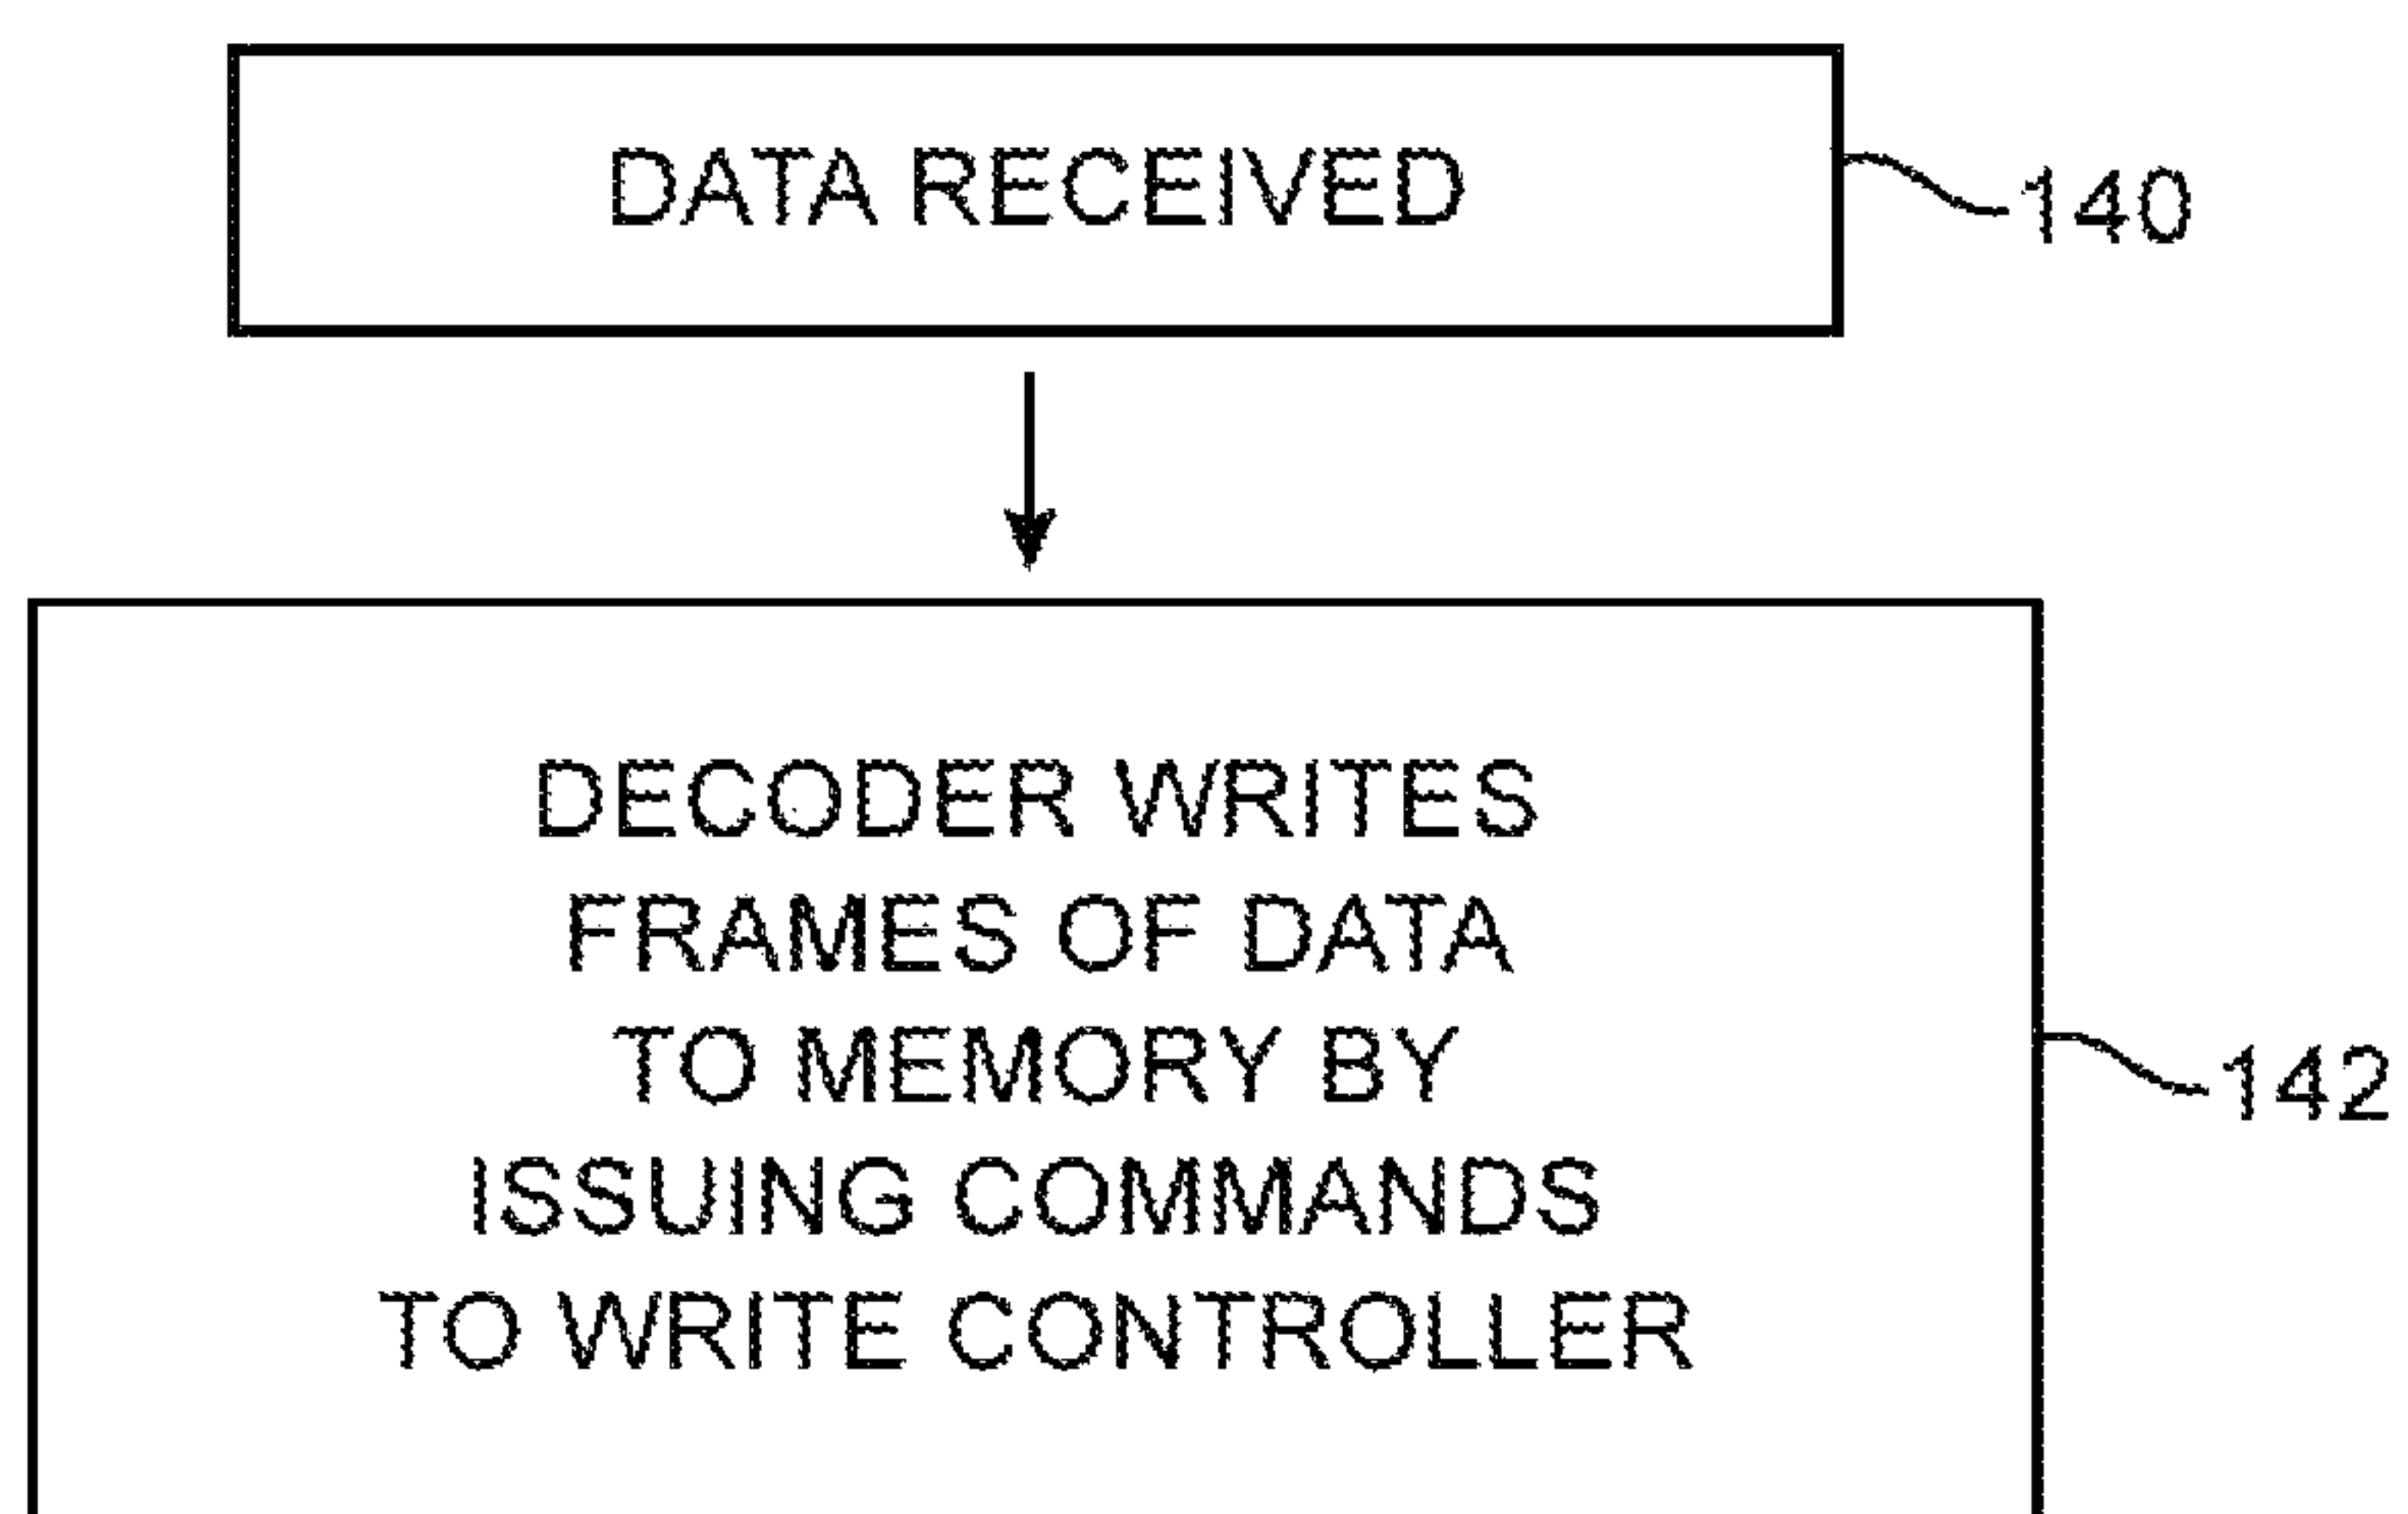 DATA RECEIVED
140
DECODER WRITES
FRAMES OF DATA
TO MEMORY BY
142
ISSUING COMMANDS
TO WRITE CONTROLLER